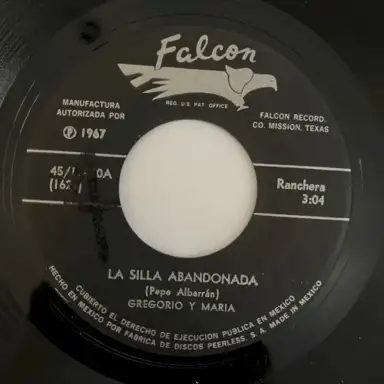 Falcon
REG. U.S. PAT. OFFICE
MANUFACTURA
AUTORIZADA POR
℗ 1967
FALCON RECORD.
CO. MISSION, TEXAS
Ranchera
3:04
LA SILLA ABANDONADA
(Pepe Albarrán)
GREGORIO Y MARIA
CUBIERTO EL DERECHO DE EJECUCION PUBLICA EN MEXICO
HECHO EN MEXICO POR FABRICA DE DISCOS PEERLESS, S. A. MADE IN MEXICO